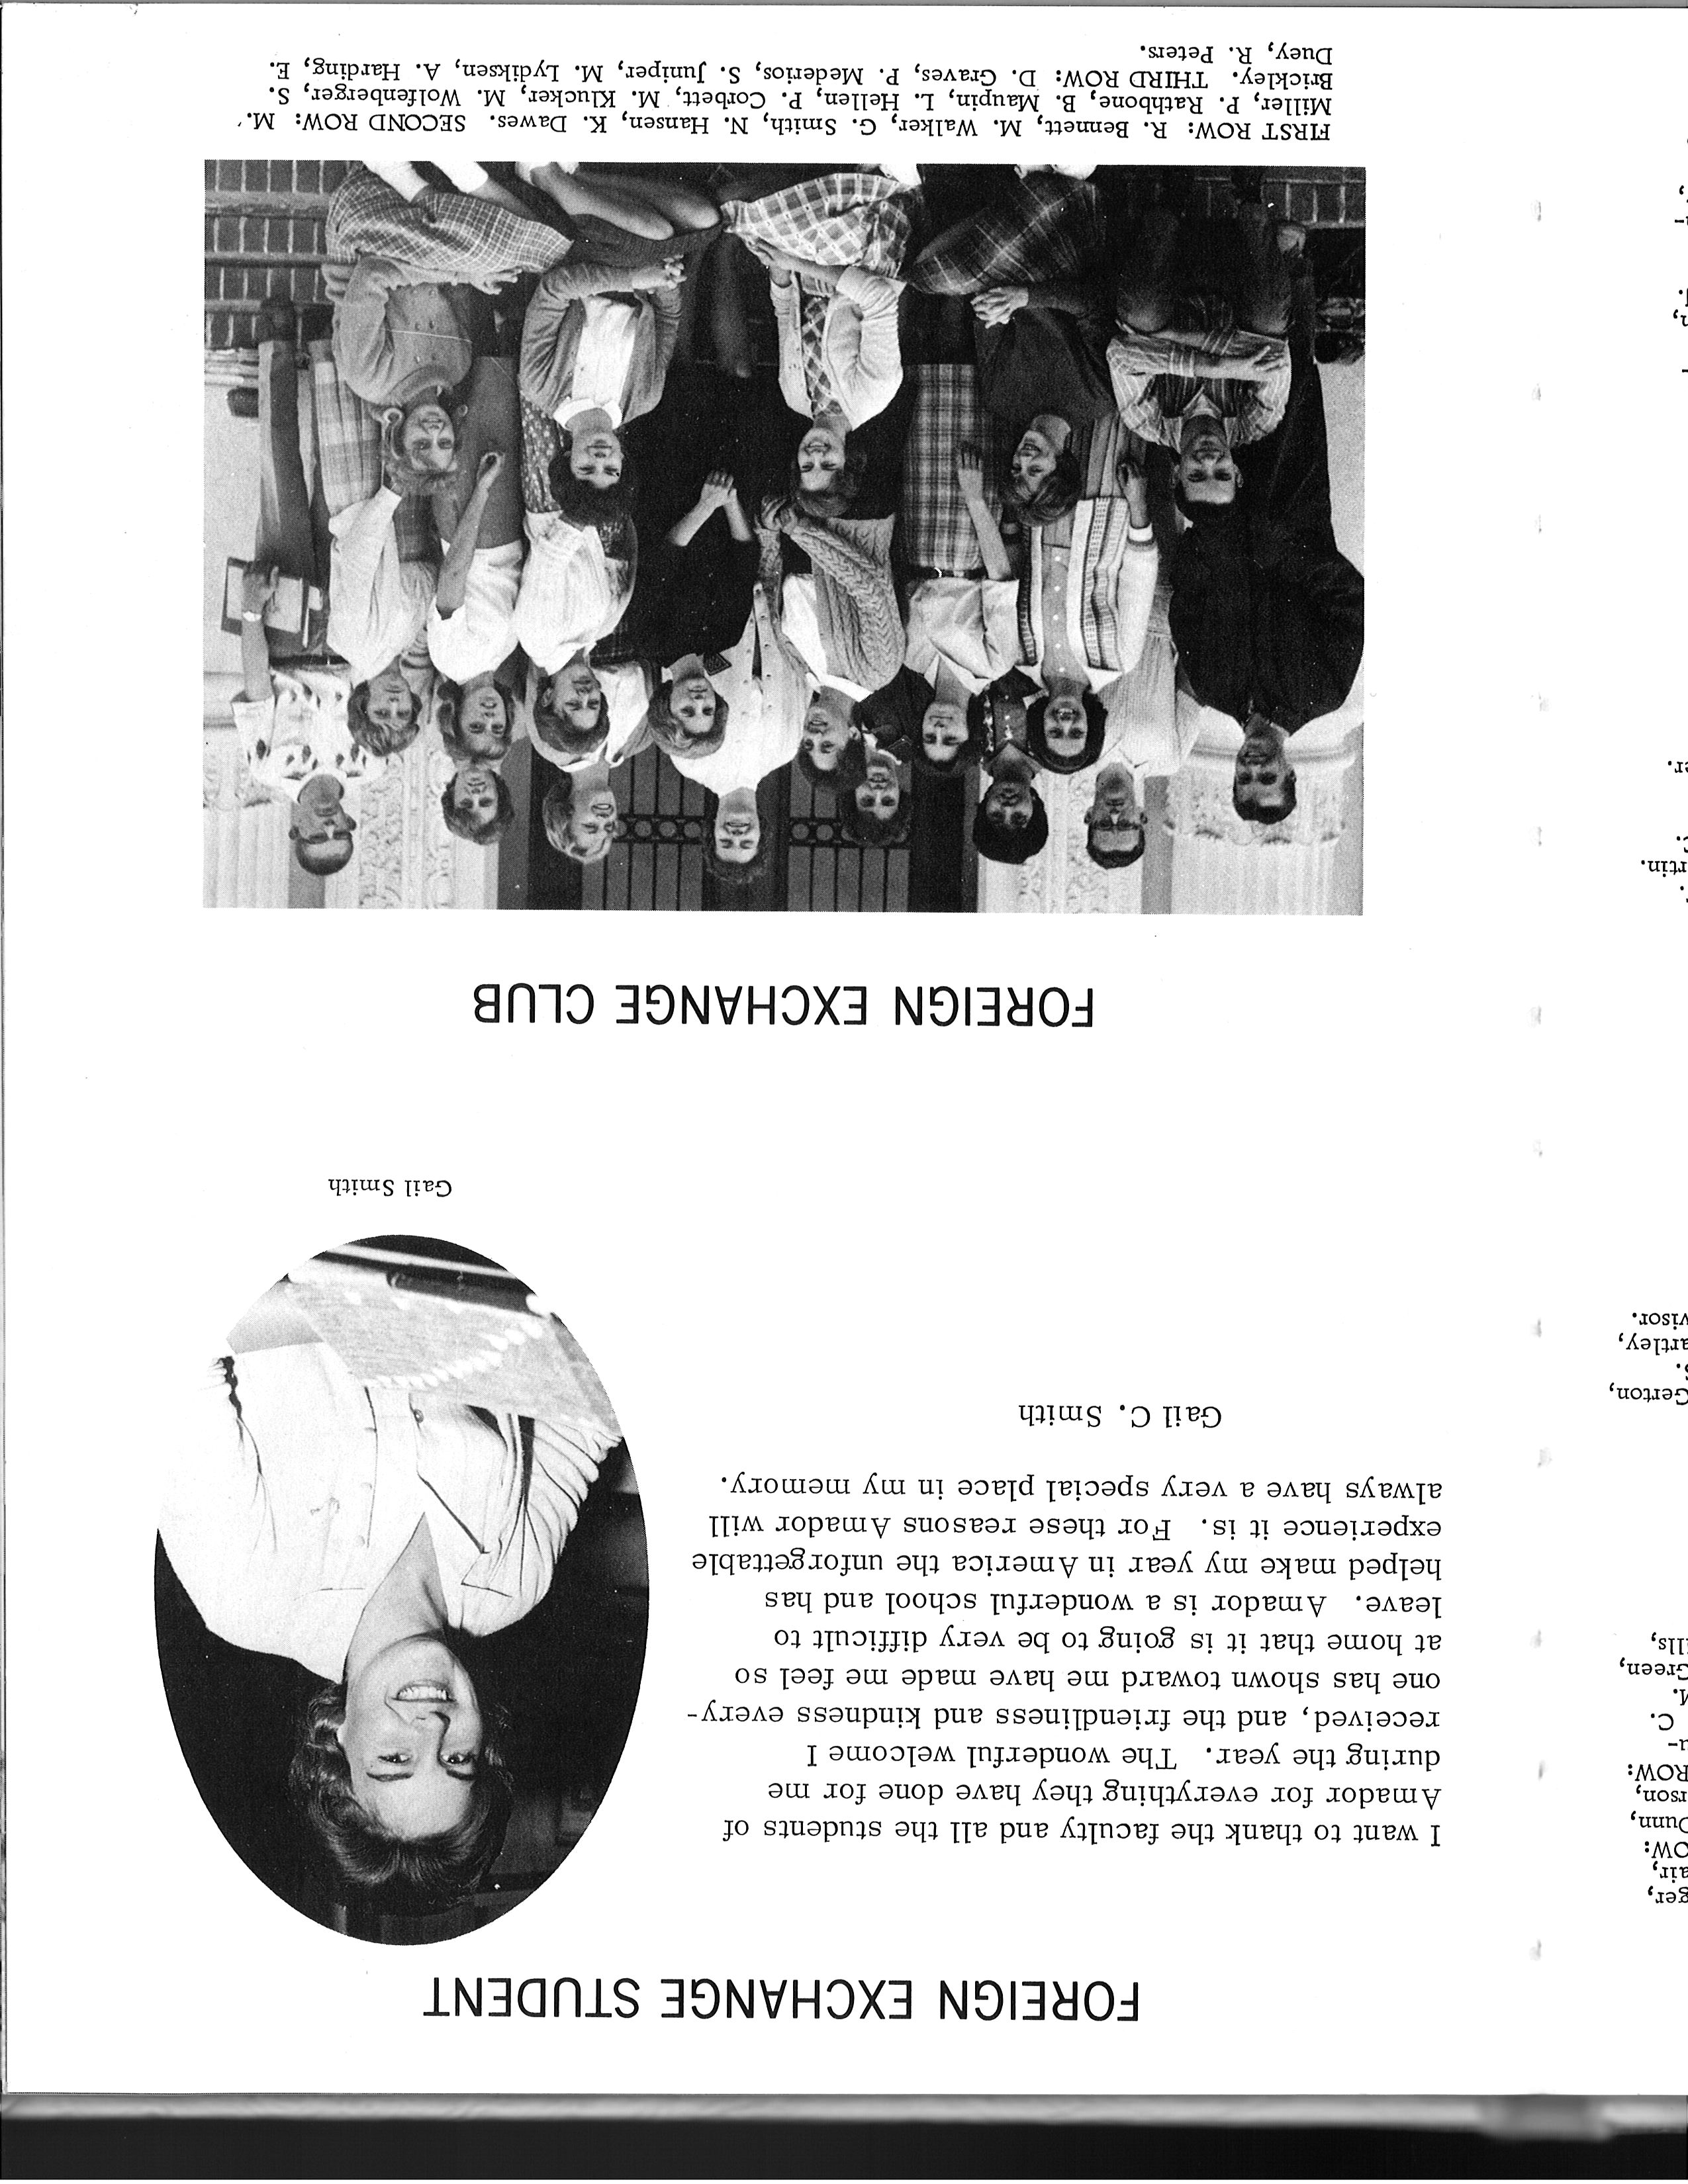 FOREIGN EXCHANGE STUDENT
I want to thank the faculty and all the students of
Amador for everything they have done for me
during the year. The wonderful welcome I
received, and the friendliness and kindness every-
one has shown toward me have made me feel so
at home that it is going to be very difficult to
leave. Amador is a wonderful school and has
helped make my year in America the unforgettable
experience it is. For these reasons Amador will
always have a very special place in my memory.
Gail C. Smith
Gail Smith
FOREIGN EXCHANGE CLUB
FIRST ROW: R. Bennett, M. Walker, G. Smith, N. Hansen, K. Dawes. SECOND ROW: M.
Miller, P. Rathbone, B. Maupin, L. Hellen, P. Corbett, M. Klucker, M. Wolfenberger, S.
Brickley. THIRD ROW: D. Graves, P. Mederios, S. Juniper, M. Lydiksen, A. Harding, E.
Duey, R. Peters.
ger,
air,
OW:
Dunn,
rson,
ROW:
u-
C.
M.
Green,
ills,
Gerton,
S.
artley,
visor.
rtin.
C.
er.